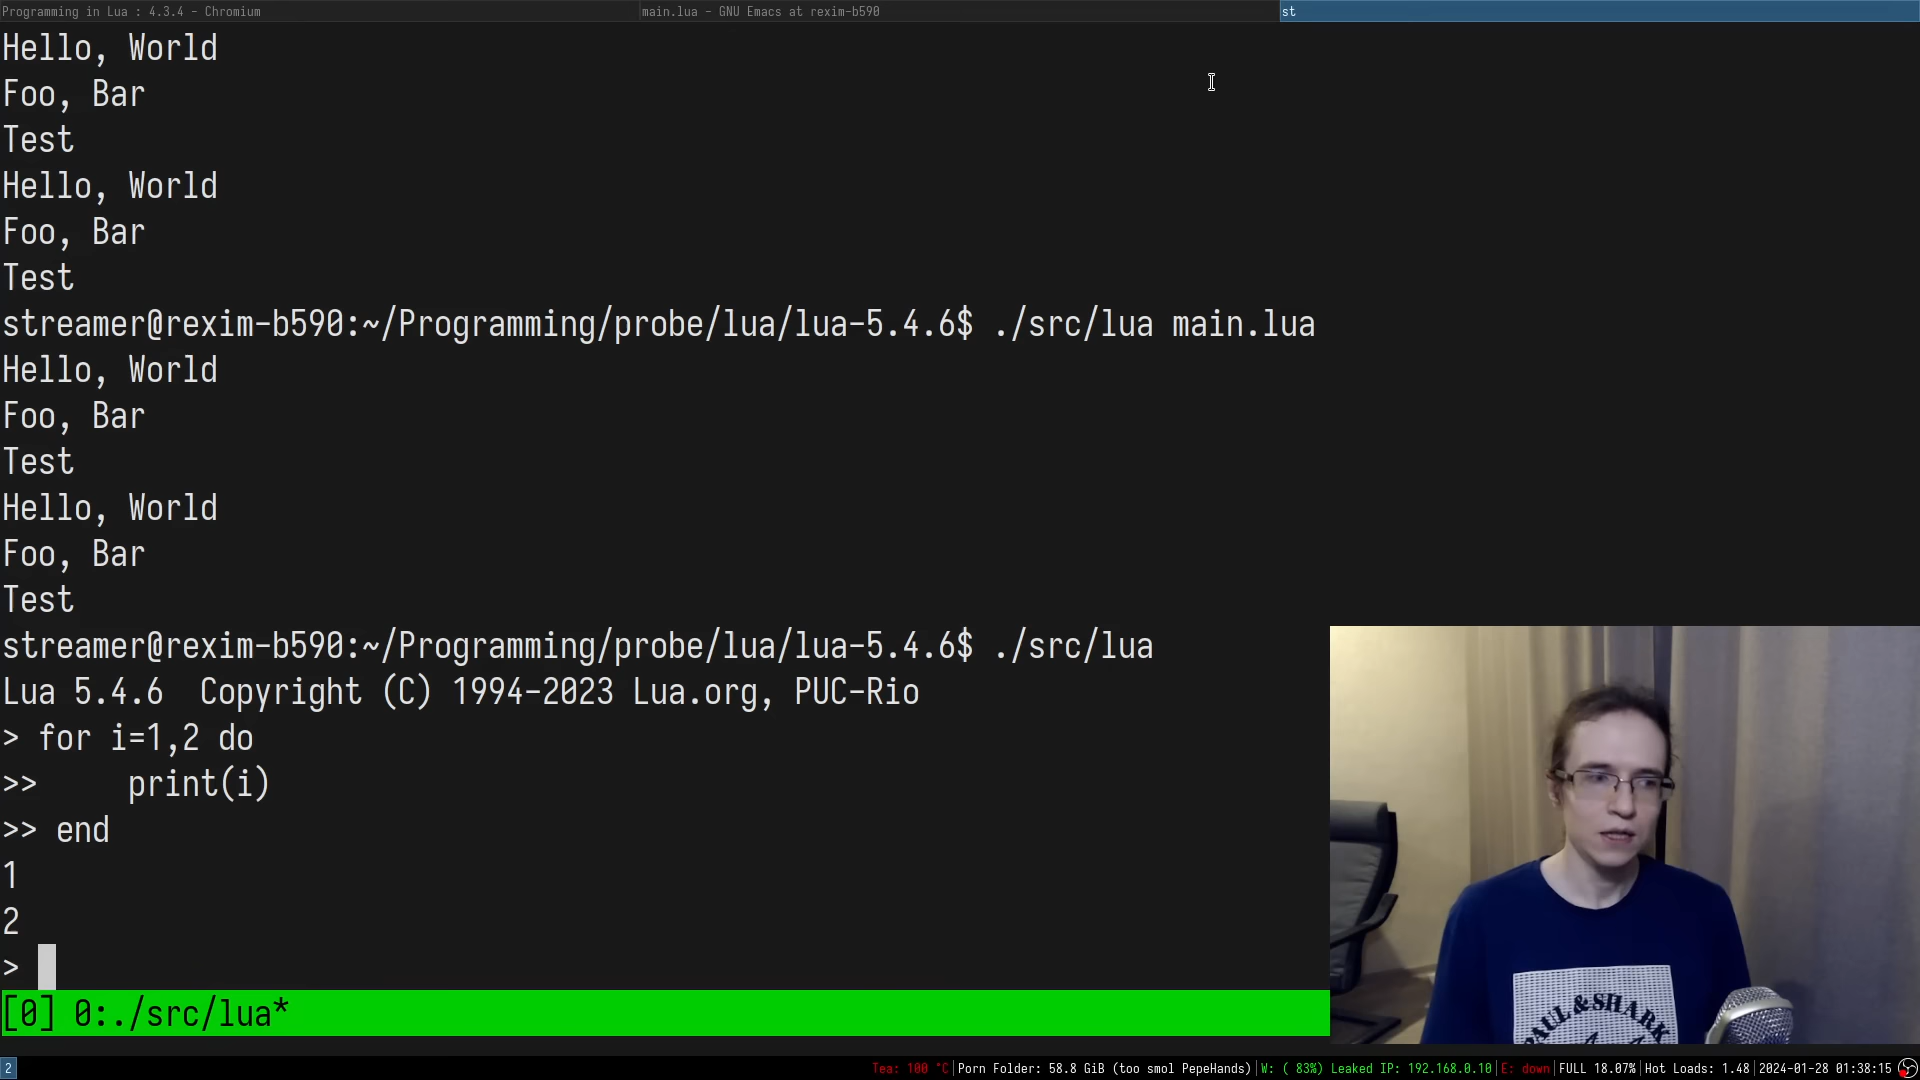 Programming in Lua : 4.3.4 - Chromium
main.lua - GNU Emacs at rexim-b590
st
Hello, World
Foo, Bar
Test
Hello, World
Foo, Bar
Test
streamer@rexim-b590:~/Programming/probe/lua/lua-5.4.6$ ./src/lua main.lua
Hello, World
Foo, Bar
Test
Hello, World
Foo, Bar
Test
streamer@rexim-b590:~/Programming/probe/lua/lua-5.4.6$ ./src/lua
Lua 5.4.6  Copyright (C) 1994-2023 Lua.org, PUC-Rio
> for i=1,2 do
>>     print(i)
>> end
1
2
>
AUL & SHARK
[0] 0:./src/lua*
2
Tea: 100 °C|Porn Folder: 58.8 GiB (too smol PepeHands)|W: ( 83%) Leaked IP: 192.168.0.10|E: down|FULL 18.07%|Hot Loads: 1.48|2024-01-28 01:38:15